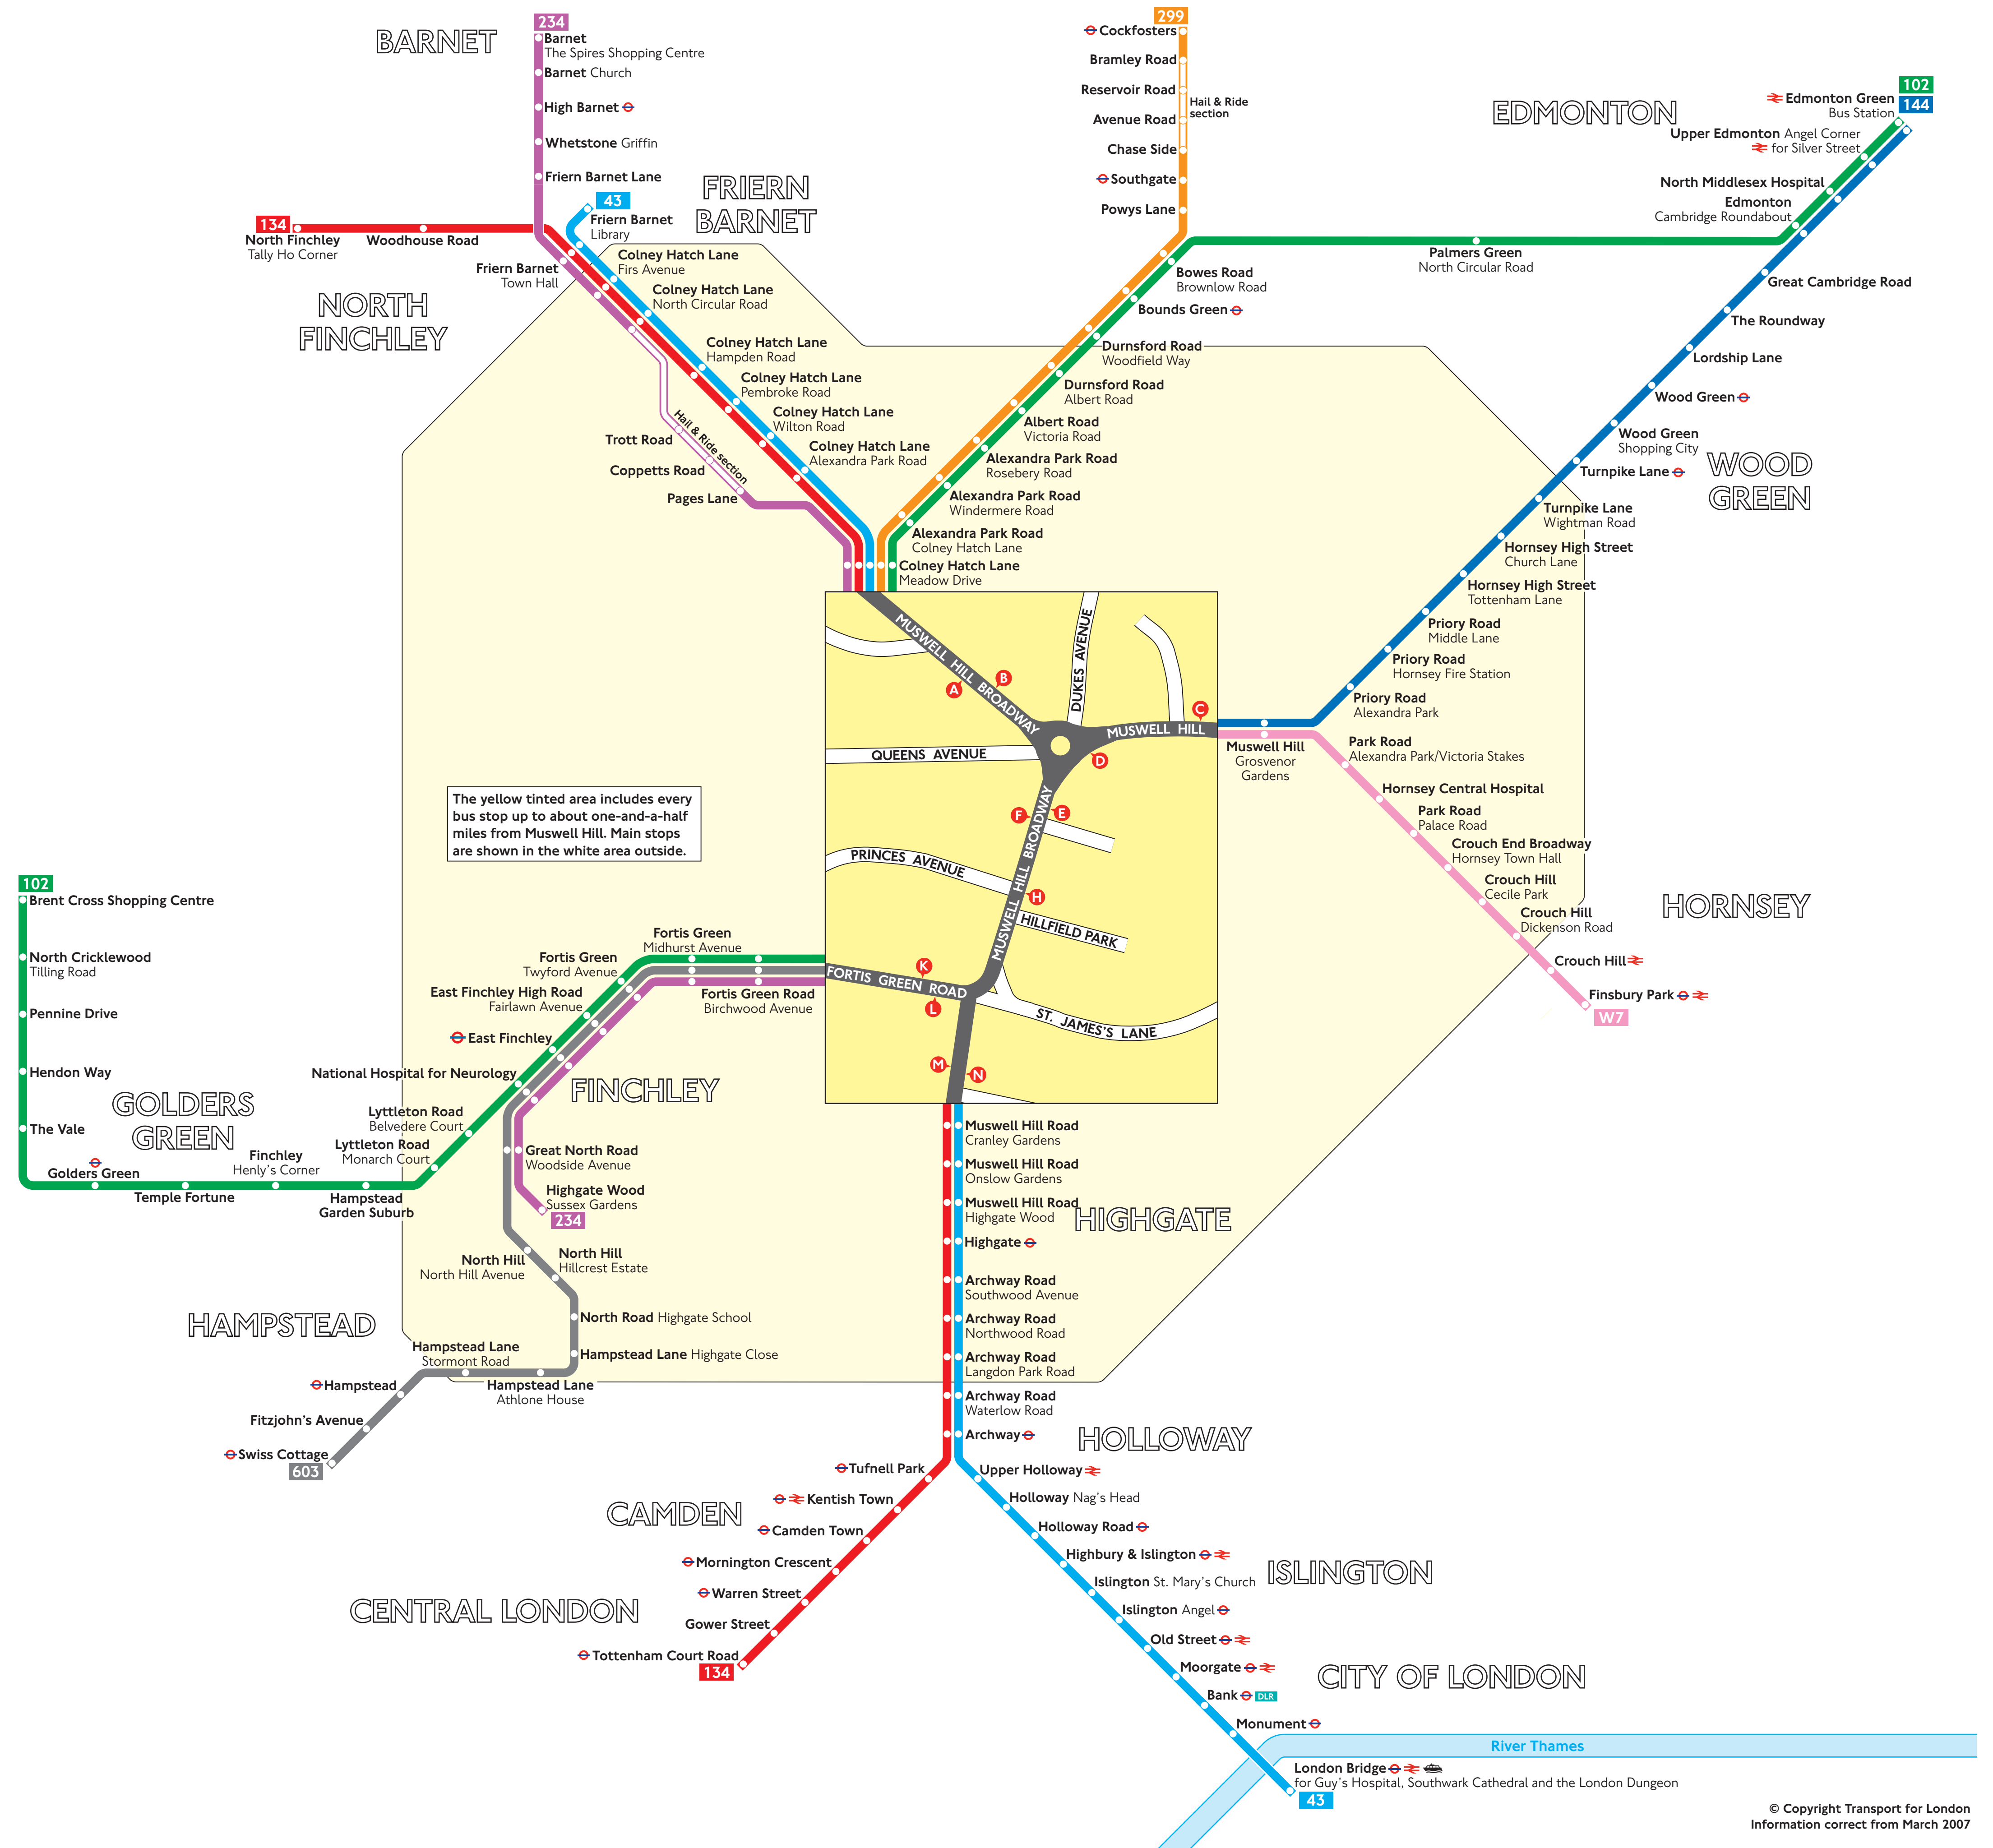 BARNET
234
Barnet
The Spires Shopping Centre
Barnet Church
High Barnet
Whetstone Griffin
Friern Barnet Lane
FRIERN
BARNET
43
Friern Barnet
Library
134
North Finchley
Tally Ho Corner
Woodhouse Road
Friern Barnet
Town Hall
NORTH
FINCHLEY
Colney Hatch Lane
Firs Avenue
Colney Hatch Lane
North Circular Road
Colney Hatch Lane
Hampden Road
Colney Hatch Lane
Pembroke Road
Colney Hatch Lane
Wilton Road
Colney Hatch Lane
Alexandra Park Road
Hail & Ride section
Trott Road
Coppetts Road
Pages Lane
299
Cockfosters
Bramley Road
Reservoir Road
Avenue Road
Chase Side
Southgate
Powys Lane
Hail & Ride
section
EDMONTON
102
144
Edmonton Green
Bus Station
Upper Edmonton Angel Corner
for Silver Street
North Middlesex Hospital
Edmonton
Cambridge Roundabout
Palmers Green
North Circular Road
Bowes Road
Brownlow Road
Bounds Green
Durnsford Road
Woodfield Way
Durnsford Road
Albert Road
Albert Road
Victoria Road
Alexandra Park Road
Rosebery Road
Alexandra Park Road
Windermere Road
Alexandra Park Road
Colney Hatch Lane
Colney Hatch Lane
Meadow Drive
Great Cambridge Road
The Roundway
Lordship Lane
Wood Green
Wood Green
Shopping City
WOOD
GREEN
Turnpike Lane
Turnpike Lane
Wightman Road
Hornsey High Street
Church Lane
Hornsey High Street
Tottenham Lane
Priory Road
Middle Lane
Priory Road
Hornsey Fire Station
Priory Road
Alexandra Park
Muswell Hill
Grosvenor
Gardens
Park Road
Alexandra Park/Victoria Stakes
Hornsey Central Hospital
Park Road
Palace Road
Crouch End Broadway
Hornsey Town Hall
Crouch Hill
Cecile Park
Crouch Hill
Dickenson Road
HORNSEY
Crouch Hill
Finsbury Park
W7
MUSWELL HILL BROADWAY
DUKES AVENUE
MUSWELL HILL
QUEENS AVENUE
MUSWELL HILL BROADWAY
PRINCES AVENUE
HILLFIELD PARK
FORTIS GREEN ROAD
ST. JAMES'S LANE
A
B
C
D
E
F
H
K
L
M
N
The yellow tinted area includes every
bus stop up to about one-and-a-half
miles from Muswell Hill. Main stops
are shown in the white area outside.
102
Brent Cross Shopping Centre
North Cricklewood
Tilling Road
Pennine Drive
Hendon Way
The Vale
GOLDERS
GREEN
Golders Green
Temple Fortune
Finchley
Henly's Corner
Hampstead
Garden Suburb
Lyttleton Road
Monarch Court
Lyttleton Road
Belvedere Court
National Hospital for Neurology
East Finchley
East Finchley High Road
Fairlawn Avenue
Fortis Green
Twyford Avenue
Fortis Green
Midhurst Avenue
Fortis Green Road
Birchwood Avenue
FINCHLEY
Great North Road
Woodside Avenue
Highgate Wood
Sussex Gardens
234
North Hill
North Hill Avenue
North Hill
Hillcrest Estate
North Road Highgate School
Hampstead Lane Highgate Close
Hampstead Lane
Athlone House
Hampstead Lane
Stormont Road
HAMPSTEAD
Hampstead
Fitzjohn's Avenue
Swiss Cottage
603
Muswell Hill Road
Cranley Gardens
Muswell Hill Road
Onslow Gardens
Muswell Hill Road
Highgate Wood
HIGHGATE
Highgate
Archway Road
Southwood Avenue
Archway Road
Northwood Road
Archway Road
Langdon Park Road
Archway Road
Waterlow Road
Archway
HOLLOWAY
Tufnell Park
Kentish Town
CAMDEN
Camden Town
Mornington Crescent
Warren Street
CENTRAL LONDON
Gower Street
Tottenham Court Road
134
Upper Holloway
Holloway Nag's Head
Holloway Road
Highbury & Islington
ISLINGTON
Islington St. Mary's Church
Islington Angel
Old Street
Moorgate
CITY OF LONDON
Bank DLR
Monument
River Thames
London Bridge
for Guy's Hospital, Southwark Cathedral and the London Dungeon
43
© Copyright Transport for London
Information correct from March 2007